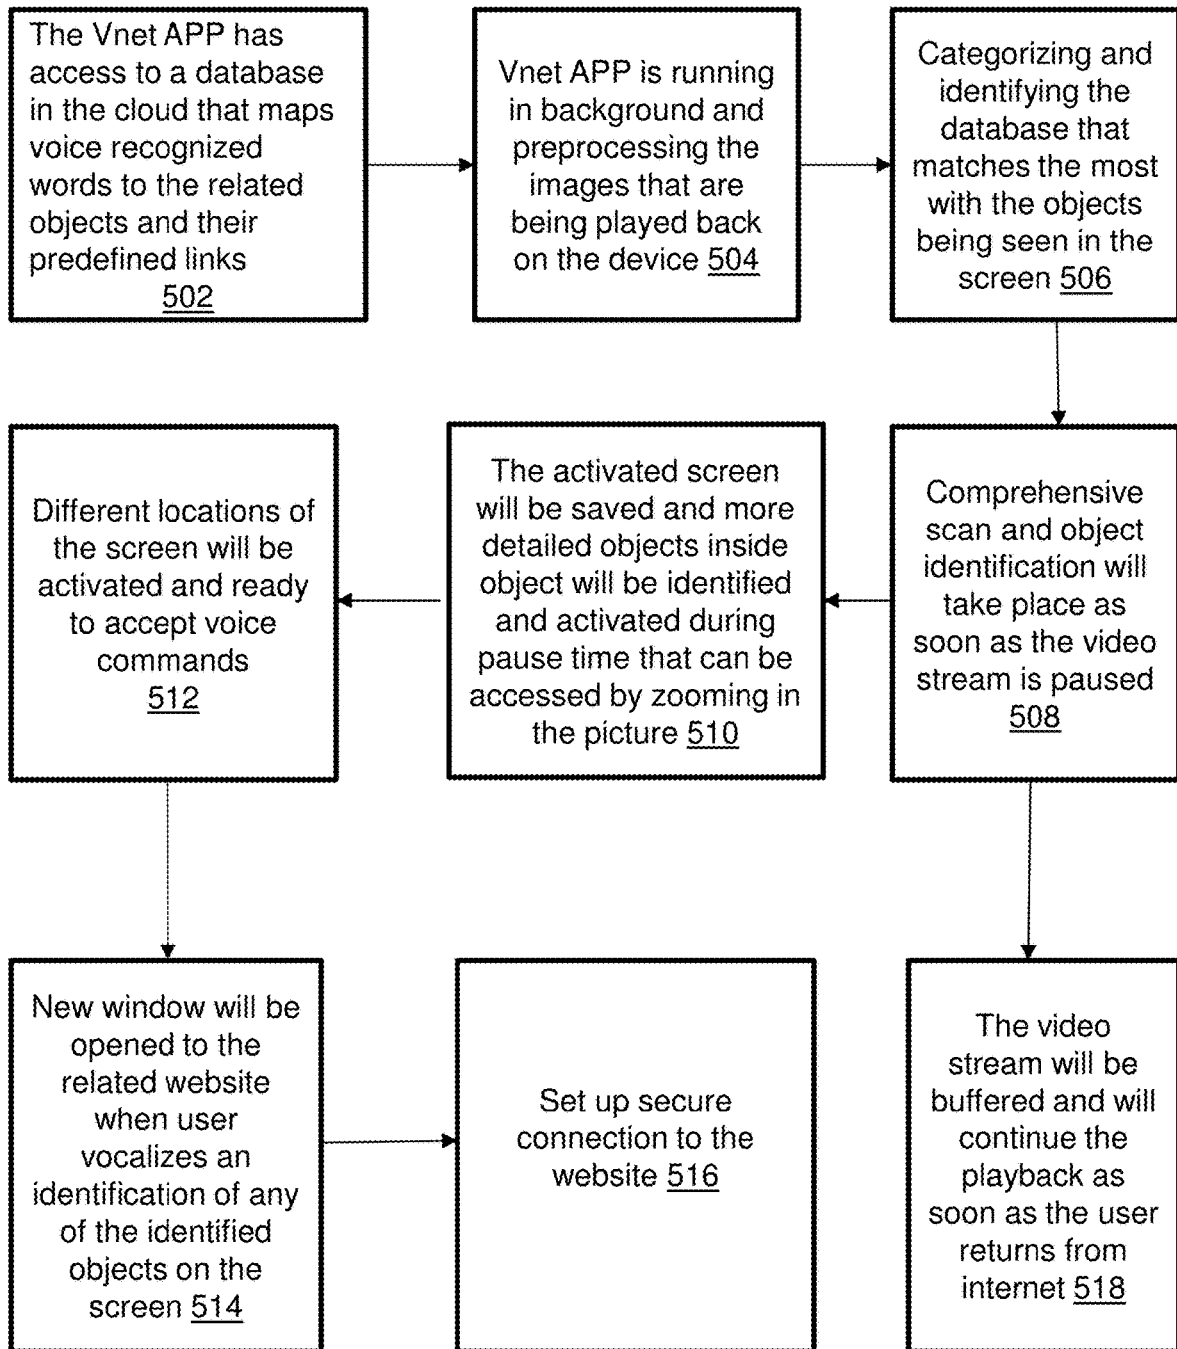 The Vnet APP has
access to a database
in the cloud that maps
voice recognized
words to the related
objects and their
predefined links
502
Vnet APP is running
in background and
preprocessing the
images that are
being played back
on the device 504
Categorizing and
identifying the
database that
matches the most
with the objects
being seen in the
screen 506
Different locations of
the screen will be
activated and ready
to accept voice
commands
512
The activated screen
will be saved and more
detailed objects inside
object will be identified
and activated during
pause time that can be
accessed by zooming in
the picture 510
Comprehensive
scan and object
identification will
take place as
soon as the video
stream is paused
508
New window will be
opened to the
related website
when user
vocalizes an
identification of any
of the identified
objects on the
screen 514
Set up secure
connection to the
website 516
The video
stream will be
buffered and will
continue the
playback as
soon as the user
returns from
internet 518